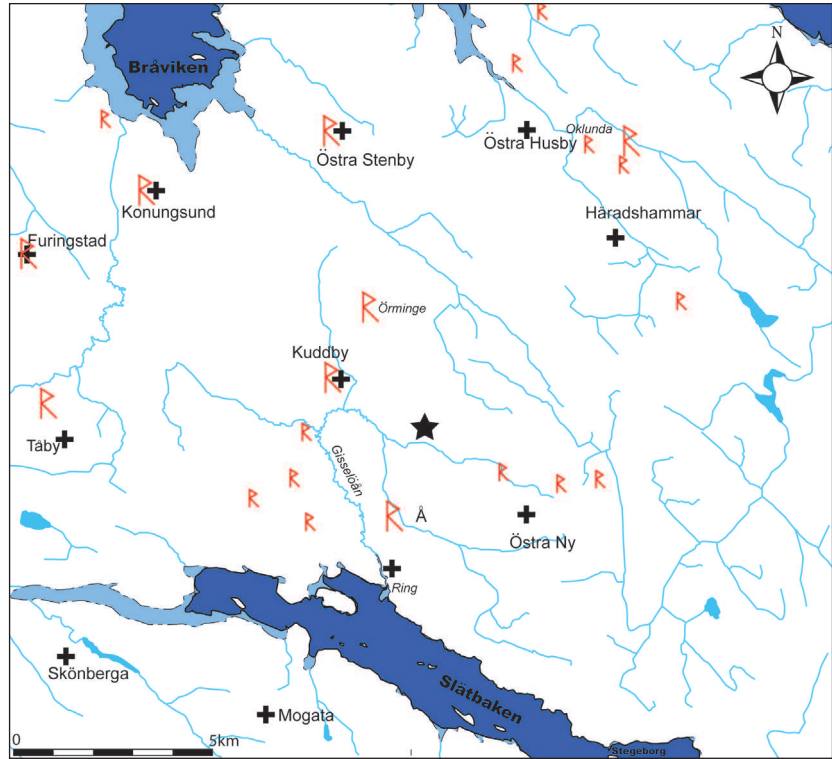 N
Bråviken
Östra Stenby
Östra Husby
Oklunda
Konungsund
Häradshammar
Furingstad
Örminge
Kuddby
Tåby
Gisselöån
Å
Östra Ny
Ring
Skönberga
Slätbaken
Mogata
Stegeborg
0 5km